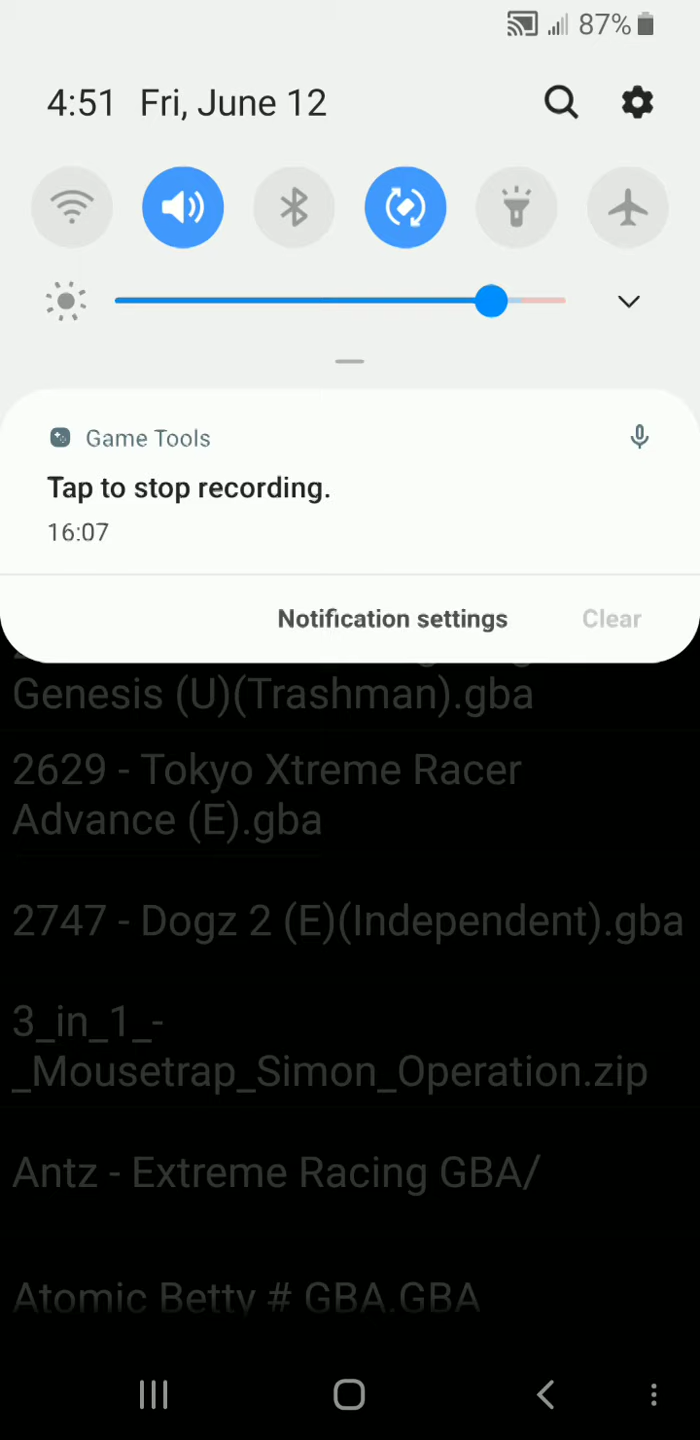 87%
4:51 Fri, June 12
Game Tools
Tap to stop recording.
16:07
Notification settings Clear
Genesis (U)(Trashman).gba
2629 - Tokyo Xtreme Racer
Advance (E).gba
2747 - Dogz 2 (E)(Independent).gba
3_in_1_-
_Mousetrap_Simon_Operation.zip
Antz - Extreme Racing GBA/
Atomic Betty # GBA.GBA